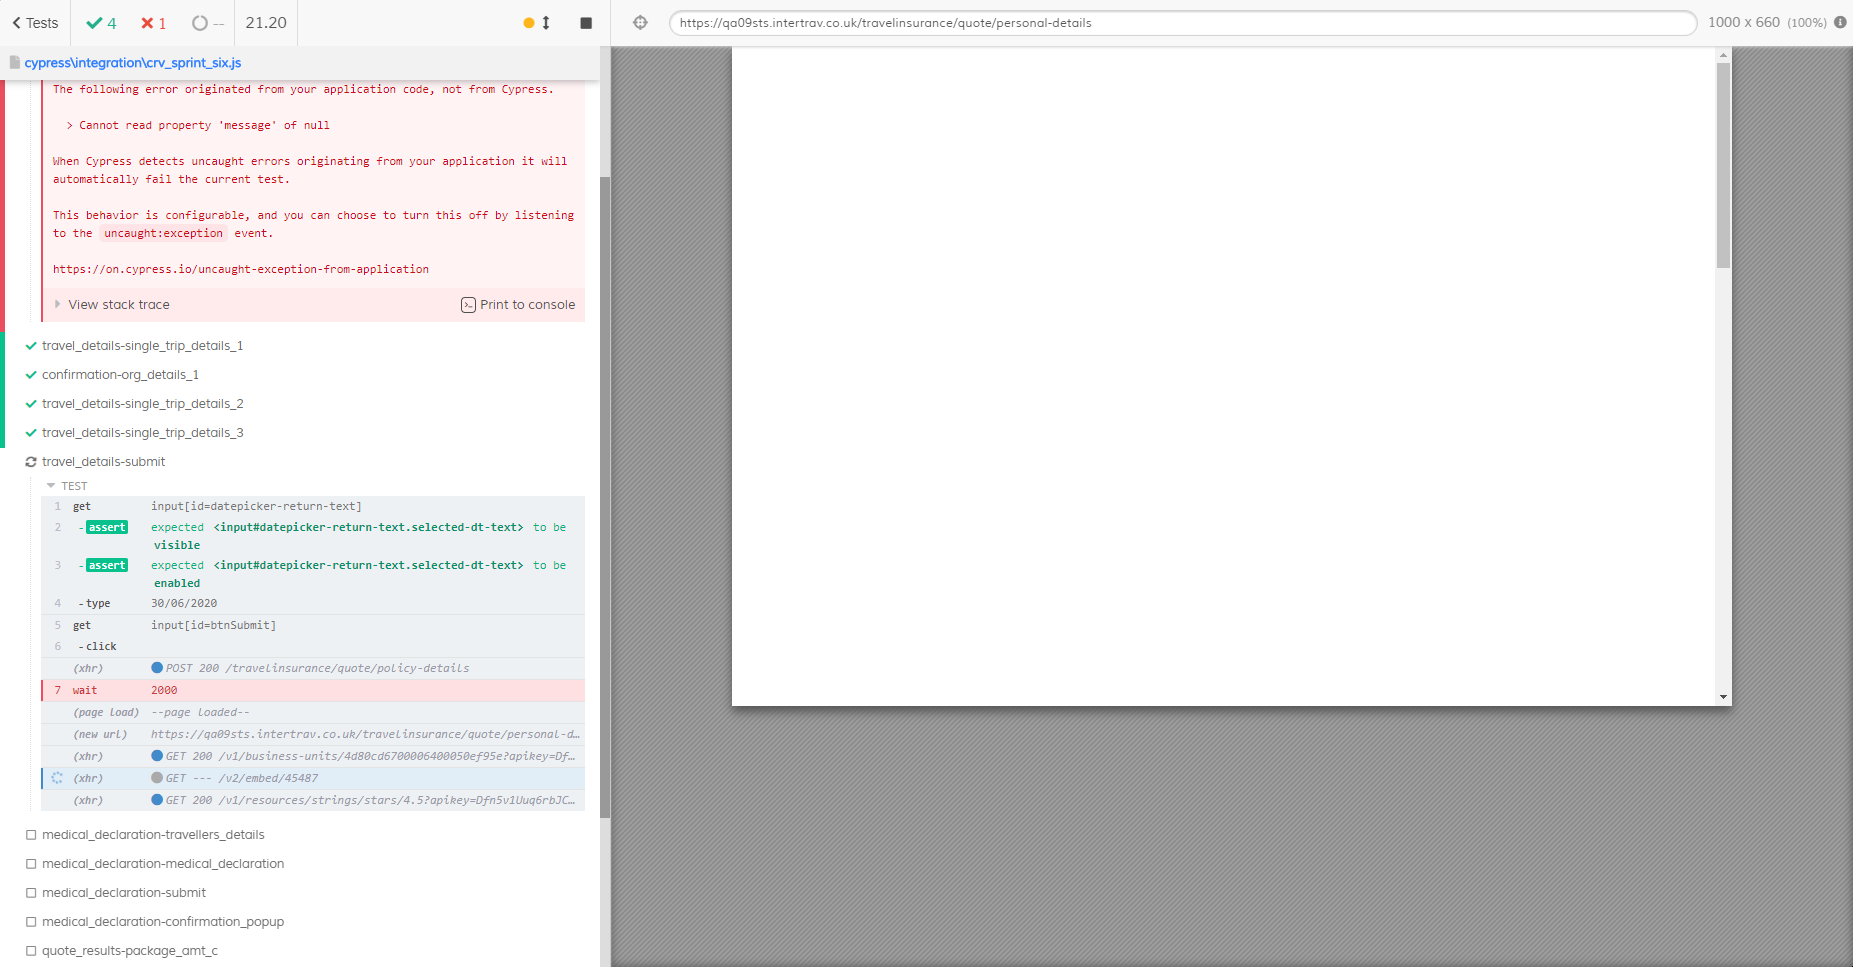 Tests
4
1
--
21.20
https://qa09sts.intertrav.co.uk/travelinsurance/quote/personal-details
1000 x 660 (100%)
cypress\integration\crv_sprint_six.js
The following error originated from your application code, not from Cypress.
> Cannot read property 'message' of null
When Cypress detects uncaught errors originating from your application it will
automatically fail the current test.
This behavior is configurable, and you can choose to turn this off by listening
to the uncaught:exception event.
https://on.cypress.io/uncaught-exception-from-application
View stack trace
Print to console
travel_details-single_trip_details_1
confirmation-org_details_1
travel_details-single_trip_details_2
travel_details-single_trip_details_3
travel_details-submit
TEST
1 get input[id=datepicker-return-text]
2 -assert expected <input#datepicker-return-text.selected-dt-text> to be
visible
3 -assert expected <input#datepicker-return-text.selected-dt-text> to be
enabled
4 -type 30/06/2020
5 get input[id=btnSubmit]
6 -click
(xhr) POST 200 /travelinsurance/quote/policy-details
7 wait 2000
(page load) --page loaded--
(new url) https://qa09sts.intertrav.co.uk/travelinsurance/quote/personal-d…
(xhr) GET 200 /v1/business-units/4d80cd6700006400050ef95e?apikey=Df…
(xhr) GET --- /v2/embed/45487
(xhr) GET 200 /v1/resources/strings/stars/4.5?apikey=Dfn5v1Uuq6rbJC…
medical_declaration-travellers_details
medical_declaration-medical_declaration
medical_declaration-submit
medical_declaration-confirmation_popup
quote_results-package_amt_c